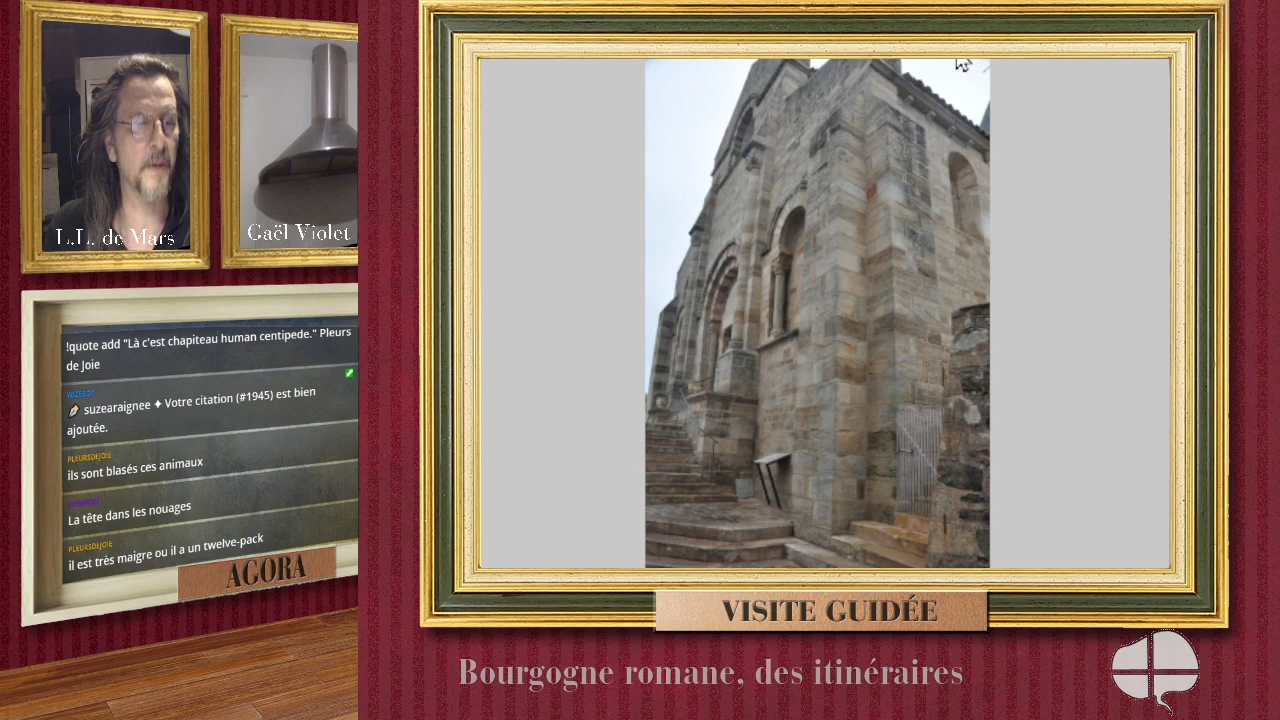 L.L. de Mars
Gaël Violet
!quote add "Là c'est chapiteau human centipede." Pleurs
de Joie
WIZEBOT
suzearaignee ✦ Votre citation (#1945) est bien
ajoutée.
PLEURSDEJOIE
ils sont blasés ces animaux
La tête dans les nouages
PLEURSDEJOIE
il est très maigre ou il a un twelve-pack
AGORA
VISITE GUIDÉE
Bourgogne romane, des itinéraires